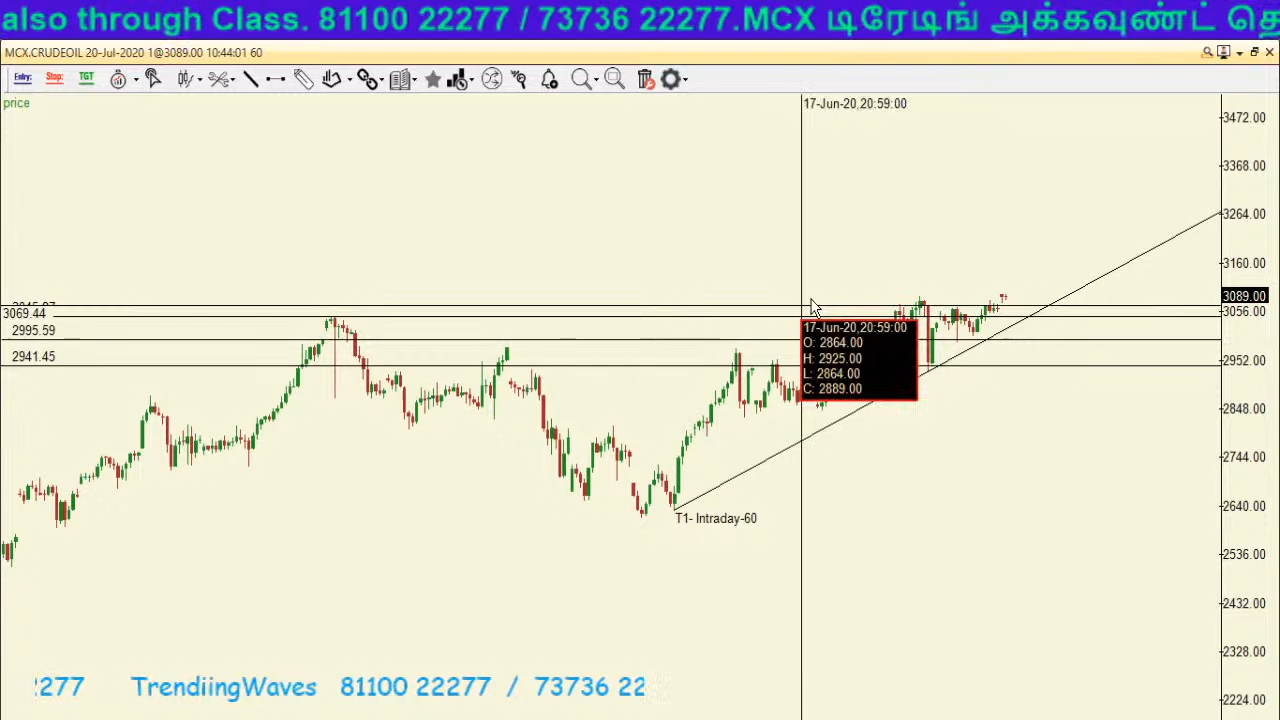 also through Class. 81100 22277 / 73736 22277.MCX டிரேடிங் அக்கவுண்ட் தெ
MCX.CRUDEOIL 20-Jul-2020 1@3089.00 10:44:01 60
Entry: Stop: TGT
price
17-Jun-20,20:59:00
3472.00
3368.00
3264.00
3160.00
3089.00
3056.00
2952.00
2848.00
2744.00
2640.00
2536.00
2432.00
2328.00
2224.00
3069.44
2995.59
2941.45
17-Jun-20,20:59:00
O: 2864.00
H: 2925.00
L: 2864.00
C: 2889.00
T1- Intraday-60
2277 TrendiingWaves 81100 22277 / 73736 22